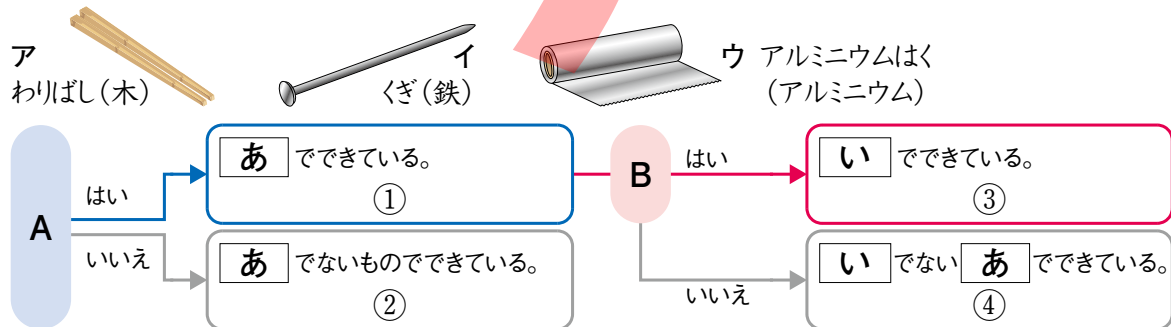 ア
わりばし(木)
イ
くぎ(鉄)
ウ アルミニウムはく
(アルミニウム)
A
はい
いいえ
あ でできている。
①
あ でないものでできている。
②
B
はい
いいえ
い でできている。
③
い でない あ でできている。
④